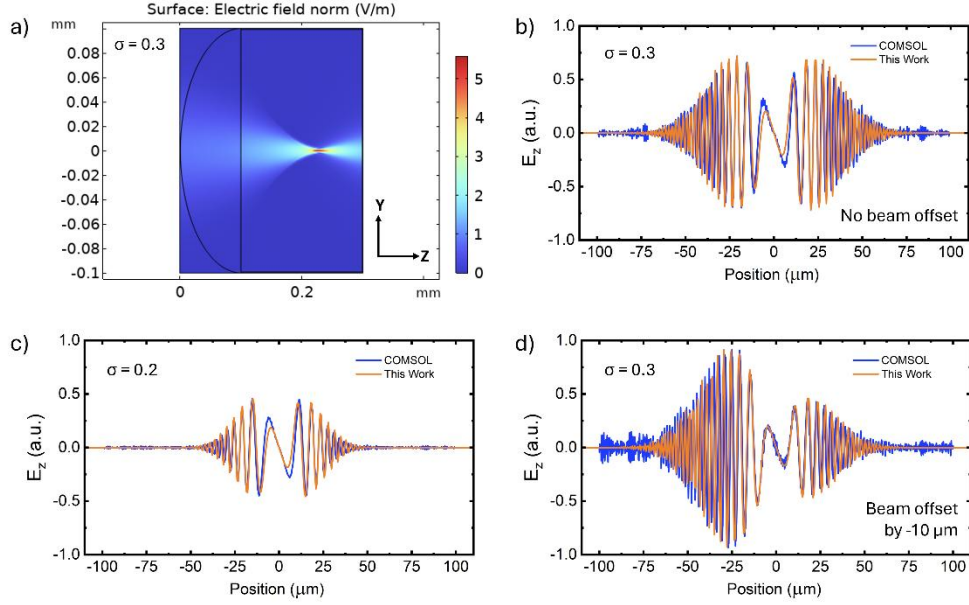 a)
Surface: Electric field norm (V/m)
mm
σ = 0.3
0.1
0.08
0.06
0.04
0.02
0
-0.02
-0.04
-0.06
-0.08
-0.1
0
0.2
mm
Y
Z
5
4
3
2
1
0
b)
σ = 0.3
COMSOL
This Work
No beam offset
E_z (a.u.)
1.0
0.5
0.0
-0.5
-1.0
-100 -75 -50 -25 0 25 50 75 100
Position (μm)
c)
σ = 0.2
COMSOL
This Work
E_z (a.u.)
1.0
0.5
0.0
-0.5
-1.0
-100 -75 -50 -25 0 25 50 75 100
Position (μm)
d)
σ = 0.3
COMSOL
This Work
Beam offset
by -10 μm
E_z (a.u.)
1.0
0.5
0.0
-0.5
-1.0
-100 -75 -50 -25 0 25 50 75 100
Position (μm)